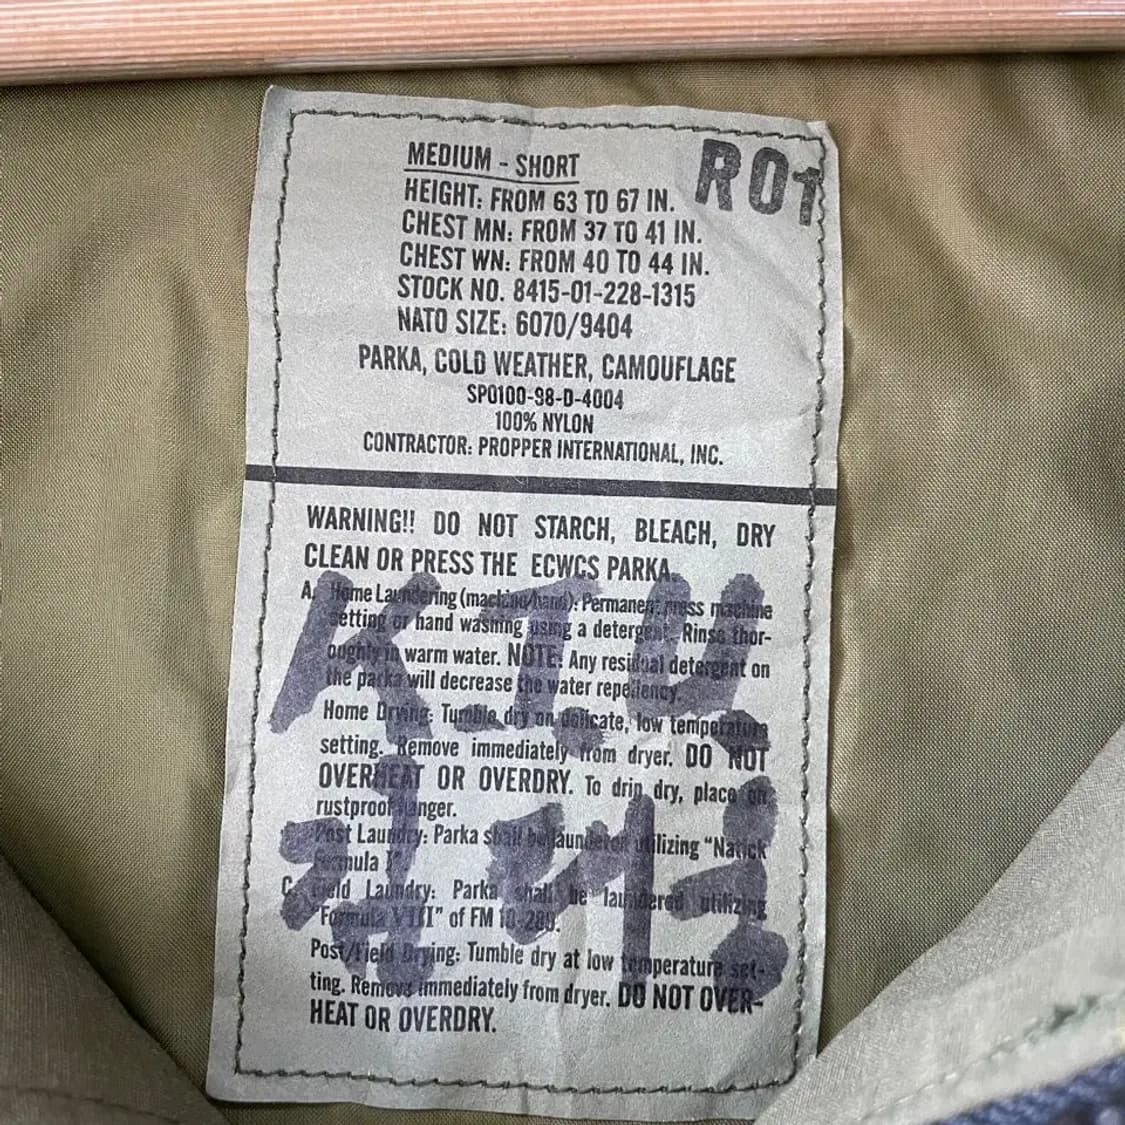 MEDIUM - SHORT
R01
HEIGHT: FROM 63 TO 67 IN.
CHEST MN: FROM 37 TO 41 IN.
CHEST WN: FROM 40 TO 44 IN.
STOCK NO. 8415-01-228-1315
NATO SIZE: 6070/9404
PARKA, COLD WEATHER, CAMOUFLAGE
SPO100-98-D-4004
100% NYLON
CONTRACTOR: PROPPER INTERNATIONAL, INC.
WARNING!! DO NOT STARCH, BLEACH, DRY
CLEAN OR PRESS THE ECWCS PARKA.
A. Home Laundering (machine/hand): Permanent press machine
setting or hand washing using a detergent. Rinse thor-
oughly in warm water. NOTE: Any residual detergent on
the parka will decrease the water repellency.
Home Drying: Tumble dry on delicate, low temperature
setting. Remove immediately from dryer. DO NOT
OVERHEAT OR OVERDRY. To drip dry, place on
rustproof hanger.
Post Laundry: Parka shall be laundered utilizing "Natick
Formula I"
C. Field Laundry: Parka shall be laundered utilizing
"Formula VIII" of FM 10-280.
Post/Field Drying: Tumble dry at low temperature set-
ting. Remove immediately from dryer. DO NOT OVER-
HEAT OR OVERDRY.